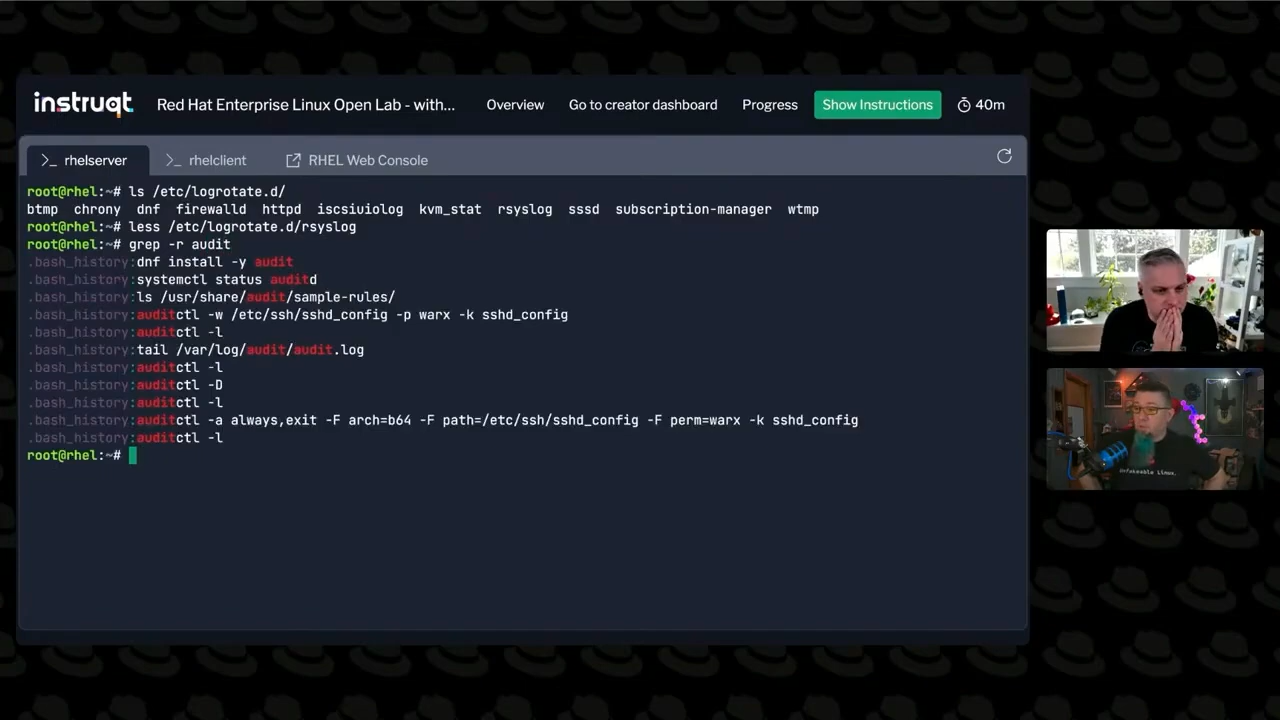 instruqt Red Hat Enterprise Linux Open Lab - with... Overview Go to creator dashboard Progress Show Instructions 40m
>_ rhelserver >_ rhelclient RHEL Web Console
root@rhel:~# ls /etc/logrotate.d/
btmp chrony dnf firewalld httpd iscsiuiolog kvm_stat rsyslog sssd subscription-manager wtmp
root@rhel:~# less /etc/logrotate.d/rsyslog
root@rhel:~# grep -r audit
.bash_history:dnf install -y audit
.bash_history:systemctl status auditd
.bash_history:ls /usr/share/audit/sample-rules/
.bash_history:auditctl -w /etc/ssh/sshd_config -p warx -k sshd_config
.bash_history:auditctl -l
.bash_history:tail /var/log/audit/audit.log
.bash_history:auditctl -l
.bash_history:auditctl -D
.bash_history:auditctl -l
.bash_history:auditctl -a always,exit -F arch=b64 -F path=/etc/ssh/sshd_config -F perm=warx -k sshd_config
.bash_history:auditctl -l
root@rhel:~#
Unfakeable Linux.